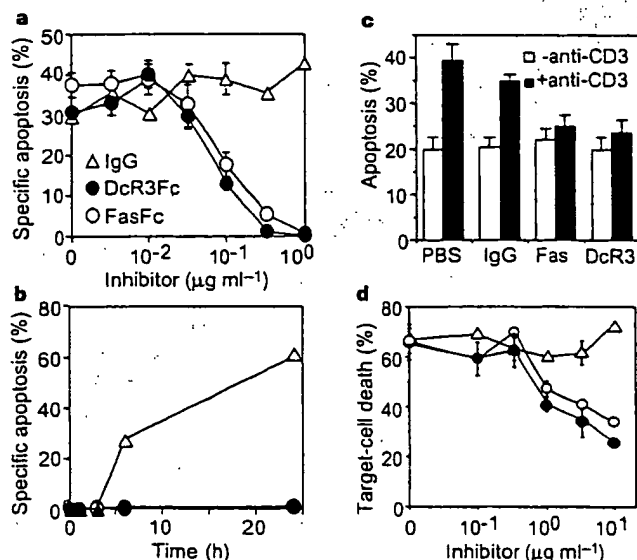 a
Specific apoptosis (%)
50
40
30
20
10
0
IgG
DcR3Fc
FasFc
0 10⁻² 10⁻¹ 10⁰
Inhibitor (µg ml⁻¹)
b
Specific apoptosis (%)
80
60
40
20
0
0 10 20
Time (h)
c
Apoptosis (%)
50
40
30
20
10
0
-anti-CD3
+anti-CD3
PBS IgG Fas DcR3
d
Target-cell death (%)
80
60
40
20
0
0 10⁻¹ 10⁰ 10¹
Inhibitor (µg ml⁻¹)